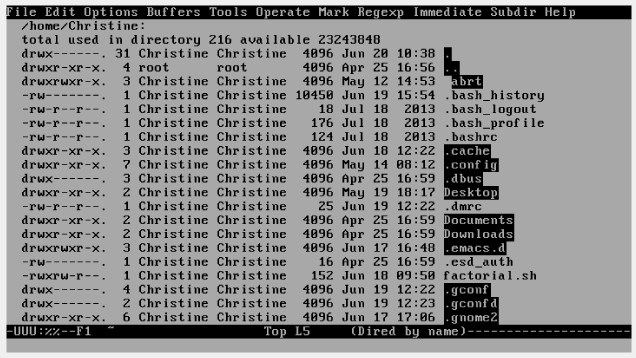 File Edit Options Buffers Tools Operate Mark Regexp Immediate Subdir Help
/home/Christine:
total used in directory 216 available 23243848
drwx------. 31 Christine Christine 4096 Jun 20 10:38 .
drwxr-xr-x. 4 root root 4096 Apr 25 16:56 ..
drwxrwxr-x. 3 Christine Christine 4096 May 12 14:53 abrt
-rw-------. 1 Christine Christine 10450 Jun 19 15:54 .bash_history
-rw-r--r--. 1 Christine Christine 18 Jul 18 2013 .bash_logout
-rw-r--r--. 1 Christine Christine 176 Jul 18 2013 .bash_profile
-rw-r--r--. 1 Christine Christine 124 Jul 18 2013 .bashrc
drwxr-xr-x. 3 Christine Christine 4096 Jun 18 12:22 .cache
drwxr-xr-x. 7 Christine Christine 4096 May 14 08:12 .config
drwx------. 3 Christine Christine 4096 Apr 25 16:59 .dbus
drwxr-xr-x. 2 Christine Christine 4096 May 19 18:17 Desktop
-rw-r--r--. 1 Christine Christine 25 Jun 19 12:22 .dmrc
drwxr-xr-x. 2 Christine Christine 4096 Apr 25 16:59 Documents
drwxr-xr-x. 2 Christine Christine 4096 Apr 25 16:59 Downloads
drwxrwxr-x. 3 Christine Christine 4096 Jun 17 16:48 .emacs.d
-rw-------. 1 Christine Christine 16 Apr 25 16:59 .esd_auth
-rwxrw-r--. 1 Christine Christine 152 Jun 18 09:50 factorial.sh
drwx------. 4 Christine Christine 4096 Jun 19 12:22 .gconf
drwx------. 2 Christine Christine 4096 Jun 19 12:23 .gconfd
drwxr-xr-x. 6 Christine Christine 4096 Jun 17 17:06 .gnome2
-UUU:%%--F1 ~ Top L5 (Dired by name)---------------------